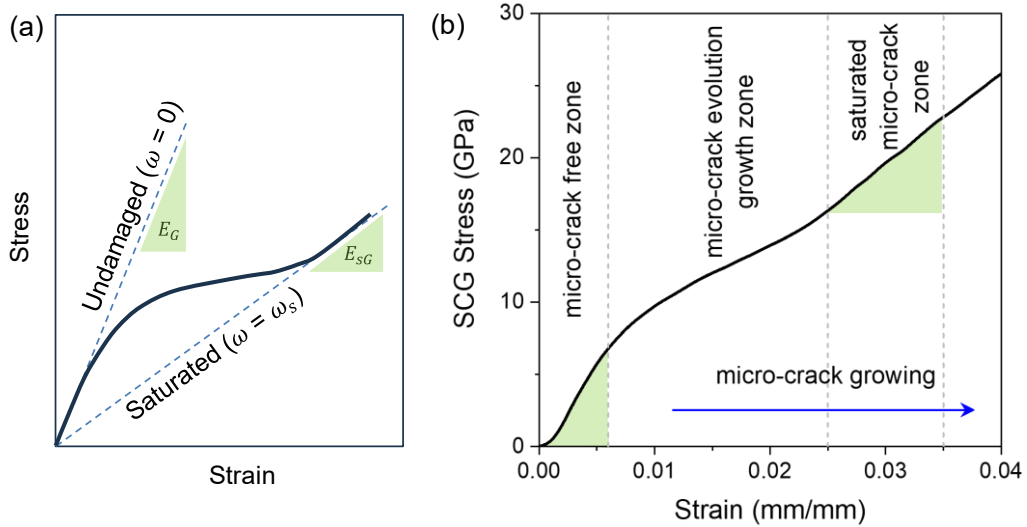 (a)
Stress
Undamaged (ω = 0)
E_G
E_sG
Saturated (ω = ω_s)
Strain
(b)
SCG Stress (GPa)
30
20
10
0
micro-crack free zone
micro-crack evolution
growth zone
saturated
micro-crack
zone
micro-crack growing
0.00
0.01
0.02
0.03
0.04
Strain (mm/mm)